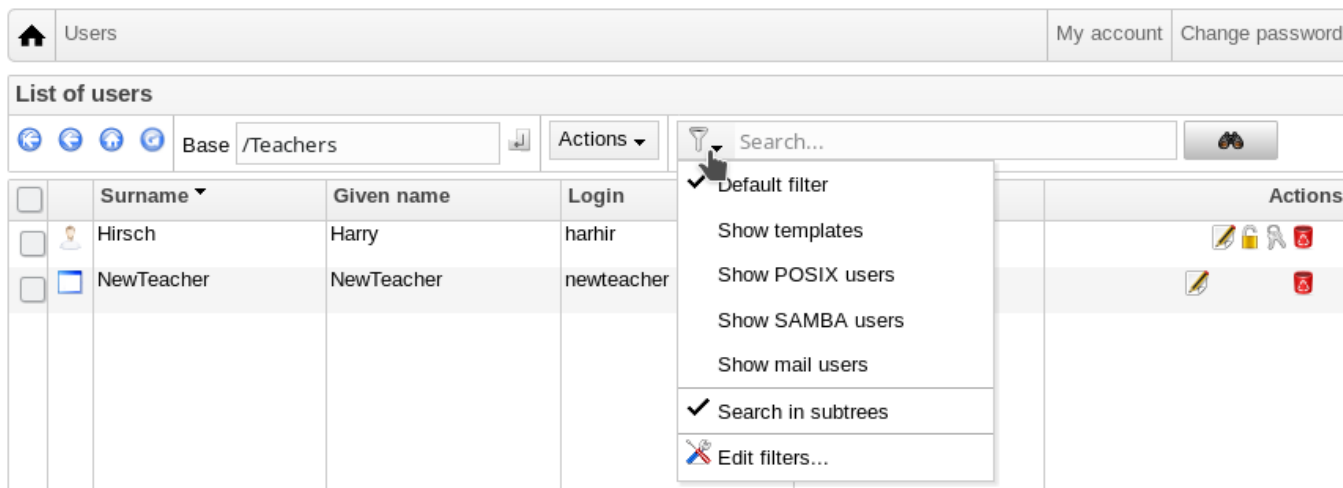 Users My account Change password
List of users
Base /Teachers Actions Search...
Surname Given name Login Actions
Default filter
Show templates
Hirsch Harry harhir
Show POSIX users
NewTeacher NewTeacher newteacher
Show SAMBA users
Show mail users
Search in subtrees
Edit filters...